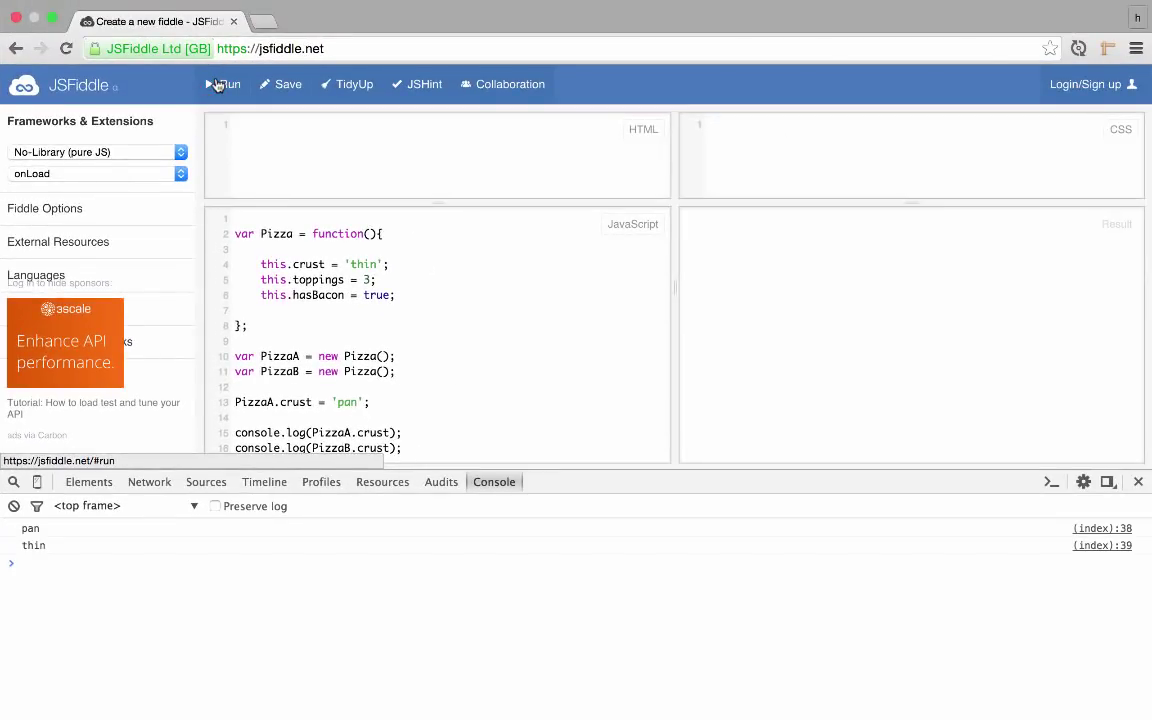 Create a new fiddle - JSFid
h
JSFiddle Ltd [GB] https://jsfiddle.net
JSFiddle α
Run
Save
TidyUp
JSHint
Collaboration
Login/Sign up
Frameworks & Extensions
No-Library (pure JS)
onLoad
Fiddle Options
External Resources
Languages
Log in to hide sponsors:
3scale
Enhance API
performance.
ks
Tutorial: How to load test and tune your
API
ads via Carbon
https://jsfiddle.net/#run
1
HTML
1
CSS
JavaScript
Result
1
2 var Pizza = function(){
3
4 this.crust = 'thin';
5 this.toppings = 3;
6 this.hasBacon = true;
7
8 };
9
10 var PizzaA = new Pizza();
11 var PizzaB = new Pizza();
12
13 PizzaA.crust = 'pan';
14
15 console.log(PizzaA.crust);
16 console.log(PizzaB.crust);
Elements Network Sources Timeline Profiles Resources Audits Console
<top frame> Preserve log
pan (index):38
thin (index):39
>